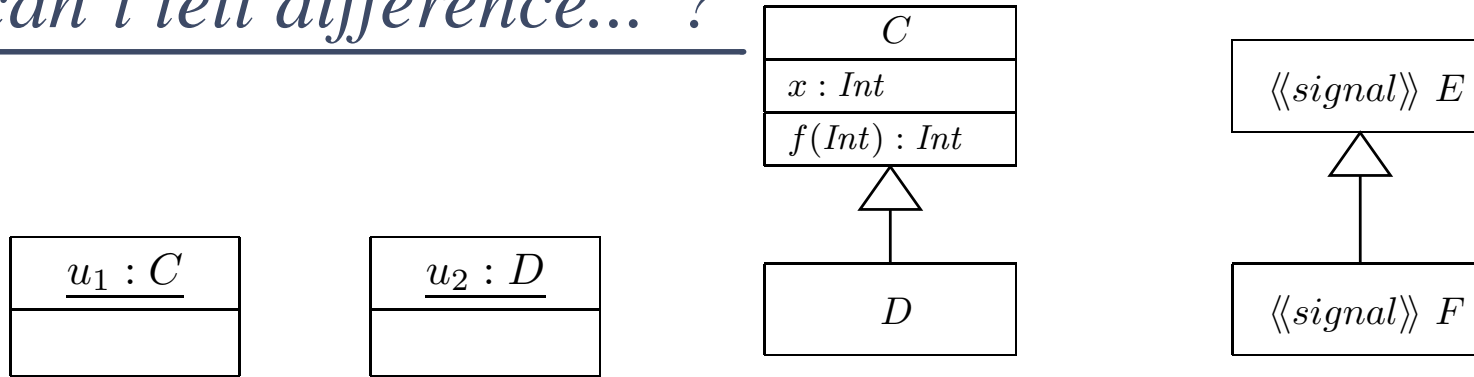 can't tell difference..." ?
C
x : Int
f(Int) : Int
D
⟪signal⟫ E
⟪signal⟫ F
u₁ : C
u₂ : D